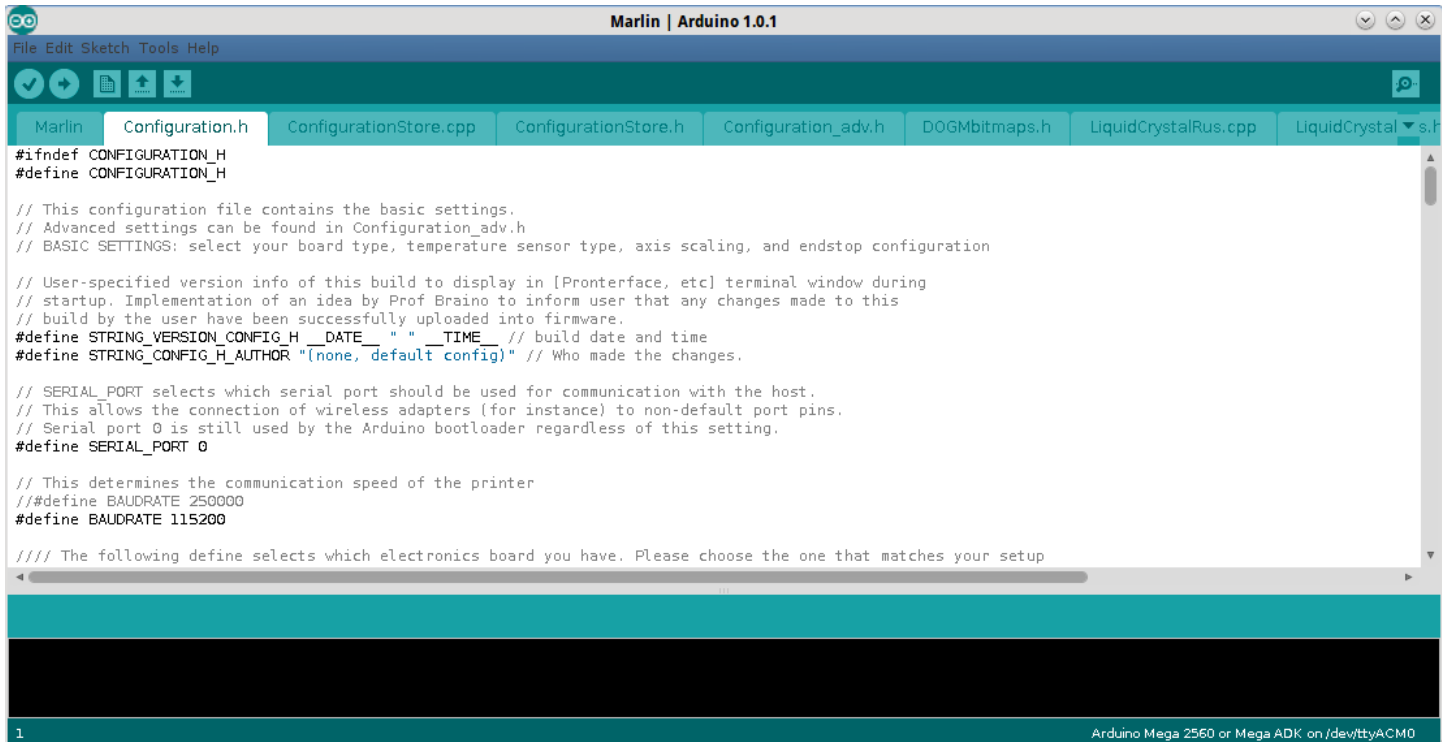 Marlin | Arduino 1.0.1
File Edit Sketch Tools Help
Marlin Configuration.h ConfigurationStore.cpp ConfigurationStore.h Configuration_adv.h DOGMbitmaps.h LiquidCrystalRus.cpp LiquidCrystal s.h
#ifndef CONFIGURATION_H
#define CONFIGURATION_H
// This configuration file contains the basic settings.
// Advanced settings can be found in Configuration_adv.h
// BASIC SETTINGS: select your board type, temperature sensor type, axis scaling, and endstop configuration
// User-specified version info of this build to display in [Pronterface, etc] terminal window during
// startup. Implementation of an idea by Prof Braino to inform user that any changes made to this
// build by the user have been successfully uploaded into firmware.
#define STRING_VERSION_CONFIG_H __DATE__ " " __TIME__ // build date and time
#define STRING_CONFIG_H_AUTHOR "(none, default config)" // Who made the changes.
// SERIAL_PORT selects which serial port should be used for communication with the host.
// This allows the connection of wireless adapters (for instance) to non-default port pins.
// Serial port 0 is still used by the Arduino bootloader regardless of this setting.
#define SERIAL_PORT 0
// This determines the communication speed of the printer
//#define BAUDRATE 250000
#define BAUDRATE 115200
//// The following define selects which electronics board you have. Please choose the one that matches your setup
1 Arduino Mega 2560 or Mega ADK on /dev/ttyACM0